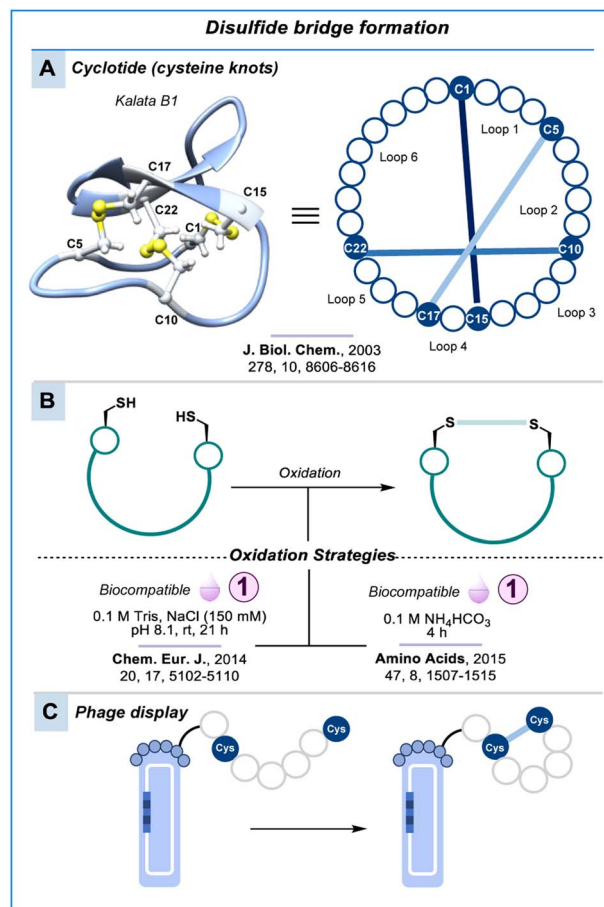 Disulfide bridge formation
A Cyclotide (cysteine knots)
Kalata B1
C17
C15
C22
C1
C5
C10
C1
C5
C10
C15
C17
C22
Loop 1
Loop 2
Loop 3
Loop 4
Loop 5
Loop 6
J. Biol. Chem., 2003
278, 10, 8606-8616
B
SH
HS
Oxidation
S
S
Oxidation Strategies
Biocompatible 1
0.1 M Tris, NaCl (150 mM)
pH 8.1, rt, 21 h
Chem. Eur. J., 2014
20, 17, 5102-5110
Biocompatible 1
0.1 M NH₄HCO₃
4 h
Amino Acids, 2015
47, 8, 1507-1515
C Phage display
Cys
Cys
Cys
Cys